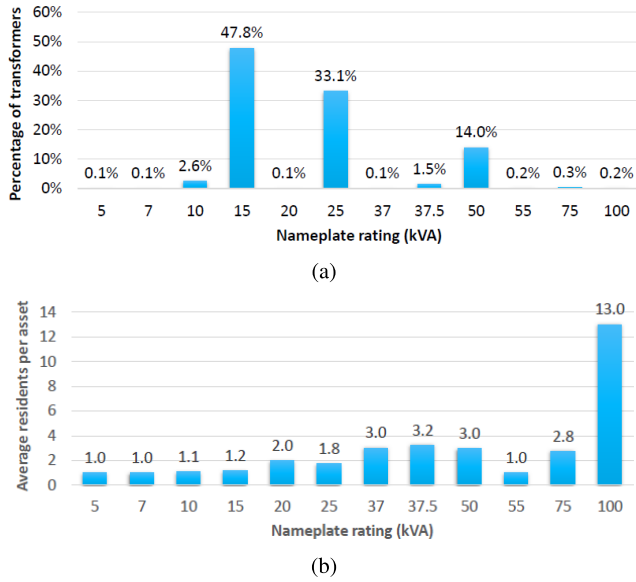 Percentage of transformers
60%
50%
40%
30%
20%
10%
0%
0.1% 0.1% 2.6% 47.8% 0.1% 33.1% 0.1% 1.5% 14.0% 0.2% 0.3% 0.2%
5 7 10 15 20 25 37 37.5 50 55 75 100
Nameplate rating (kVA)
(a)
Average residents per asset
14
12
10
8
6
4
2
0
1.0 1.0 1.1 1.2 2.0 1.8 3.0 3.2 3.0 1.0 2.8 13.0
5 7 10 15 20 25 37 37.5 50 55 75 100
Nameplate rating (kVA)
(b)